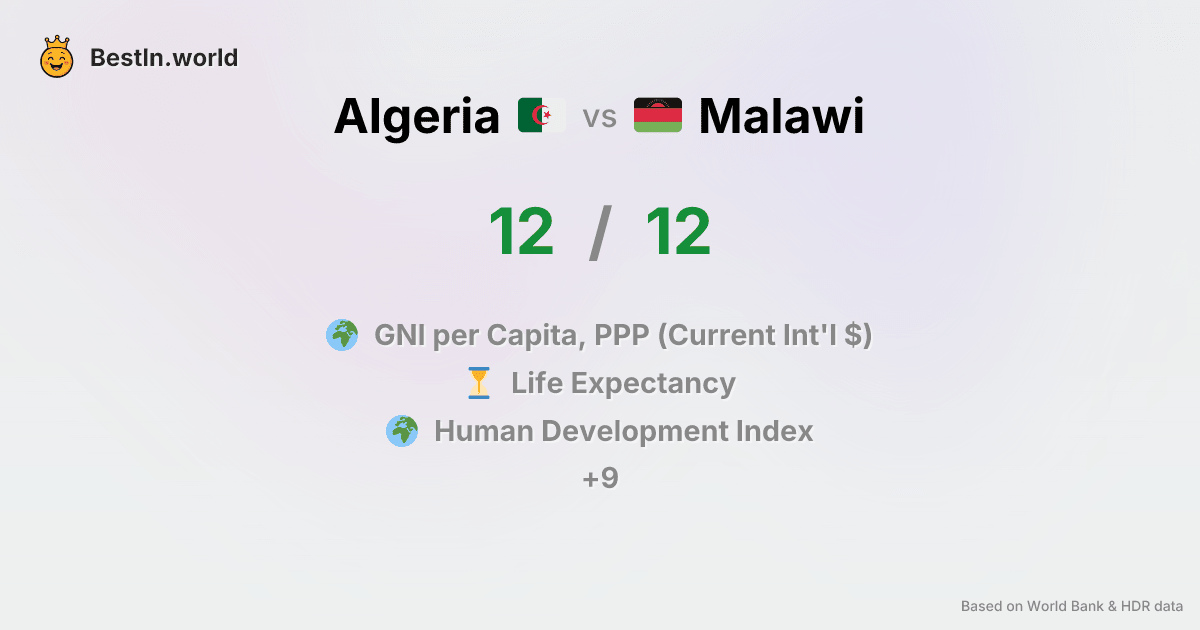 BestIn.world
Algeria vs Malawi
12 / 12
GNI per Capita, PPP (Current Int'l $)
Life Expectancy
Human Development Index
+9
Based on World Bank & HDR data